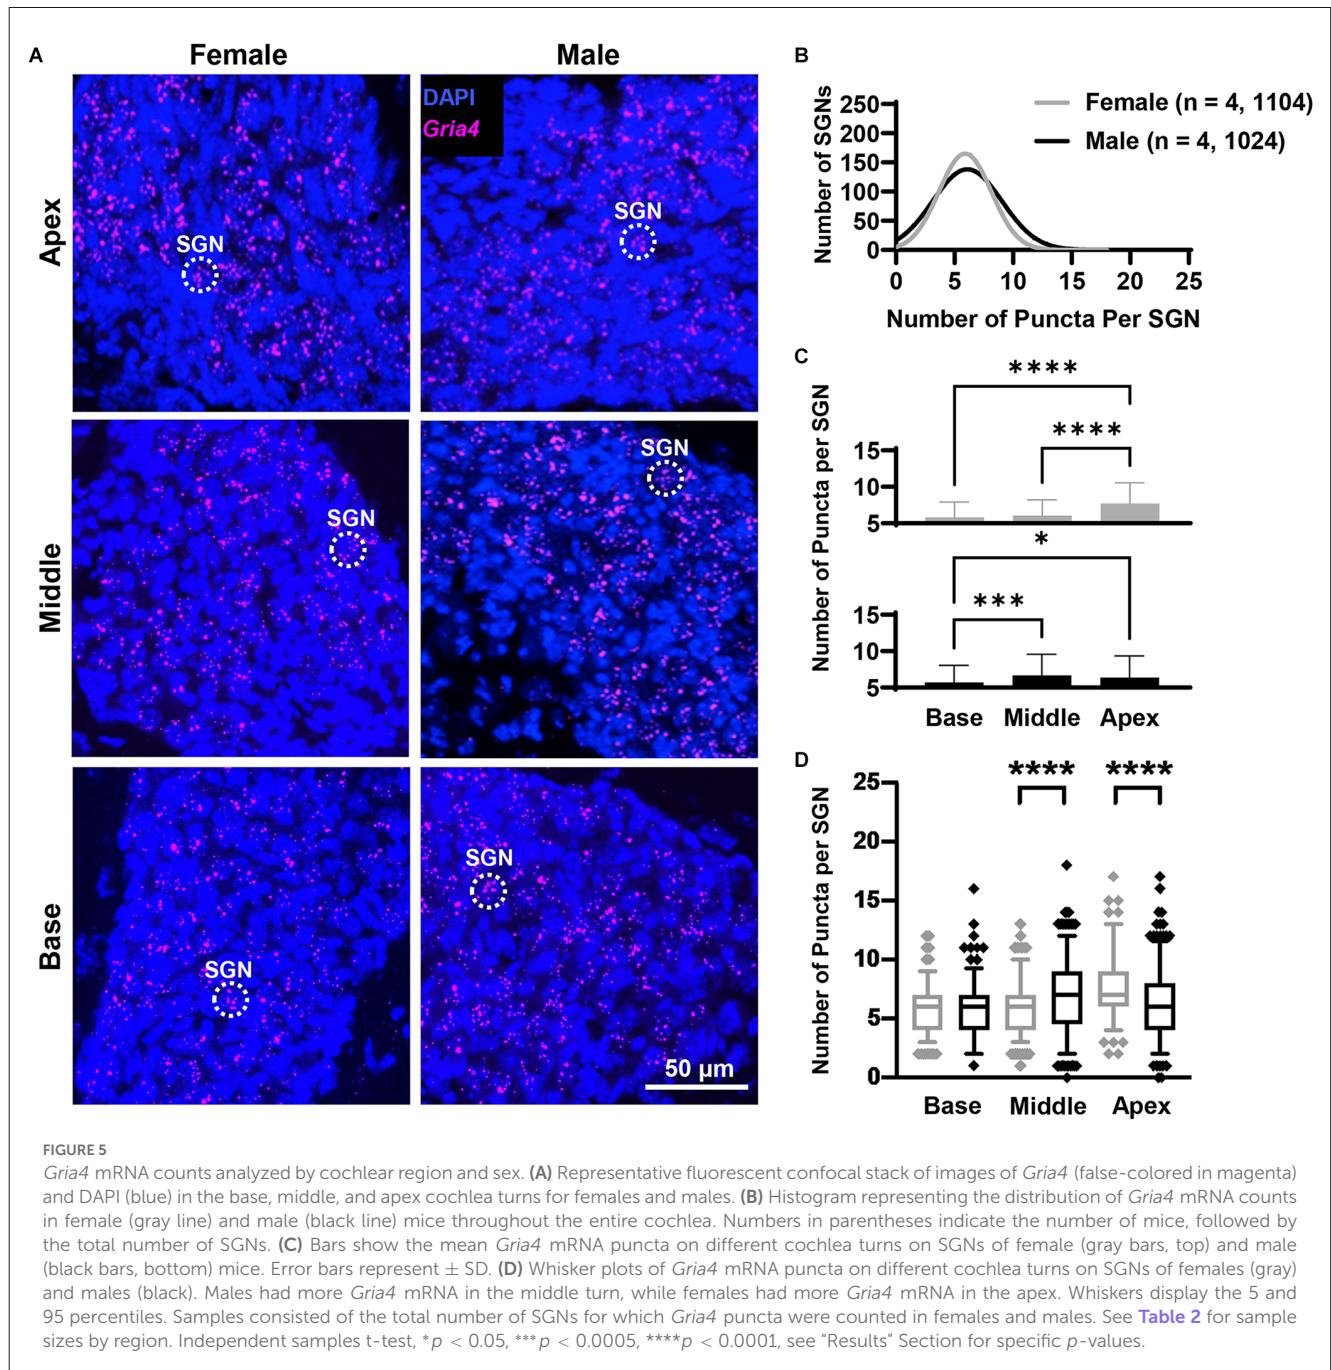 A
Female
Male
DAPI
Gria4
SGN
SGN
Apex
SGN
SGN
Middle
SGN
SGN
50 µm
Base
B
Number of SGNs
250
200
150
100
50
0
0 5 10 15 20 25
Number of Puncta Per SGN
Female (n = 4, 1104)
Male (n = 4, 1024)
C
Number of Puncta per SGN
****
****
15
10
5
*
***
15
10
5
Base Middle Apex
D
Number of Puncta per SGN
**** ****
25
20
15
10
5
0
Base Middle Apex
FIGURE 5
Gria4 mRNA counts analyzed by cochlear region and sex. (A) Representative fluorescent confocal stack of images of Gria4 (false-colored in magenta)
and DAPI (blue) in the base, middle, and apex cochlea turns for females and males. (B) Histogram representing the distribution of Gria4 mRNA counts
in female (gray line) and male (black line) mice throughout the entire cochlea. Numbers in parentheses indicate the number of mice, followed by
the total number of SGNs. (C) Bars show the mean Gria4 mRNA puncta on different cochlea turns on SGNs of female (gray bars, top) and male
(black bars, bottom) mice. Error bars represent ± SD. (D) Whisker plots of Gria4 mRNA puncta on different cochlea turns on SGNs of females (gray)
and males (black). Males had more Gria4 mRNA in the middle turn, while females had more Gria4 mRNA in the apex. Whiskers display the 5 and
95 percentiles. Samples consisted of the total number of SGNs for which Gria4 puncta were counted in females and males. See Table 2 for sample
sizes by region. Independent samples t-test, *p < 0.05, ***p < 0.0005, ****p < 0.0001, see “Results” Section for specific p-values.